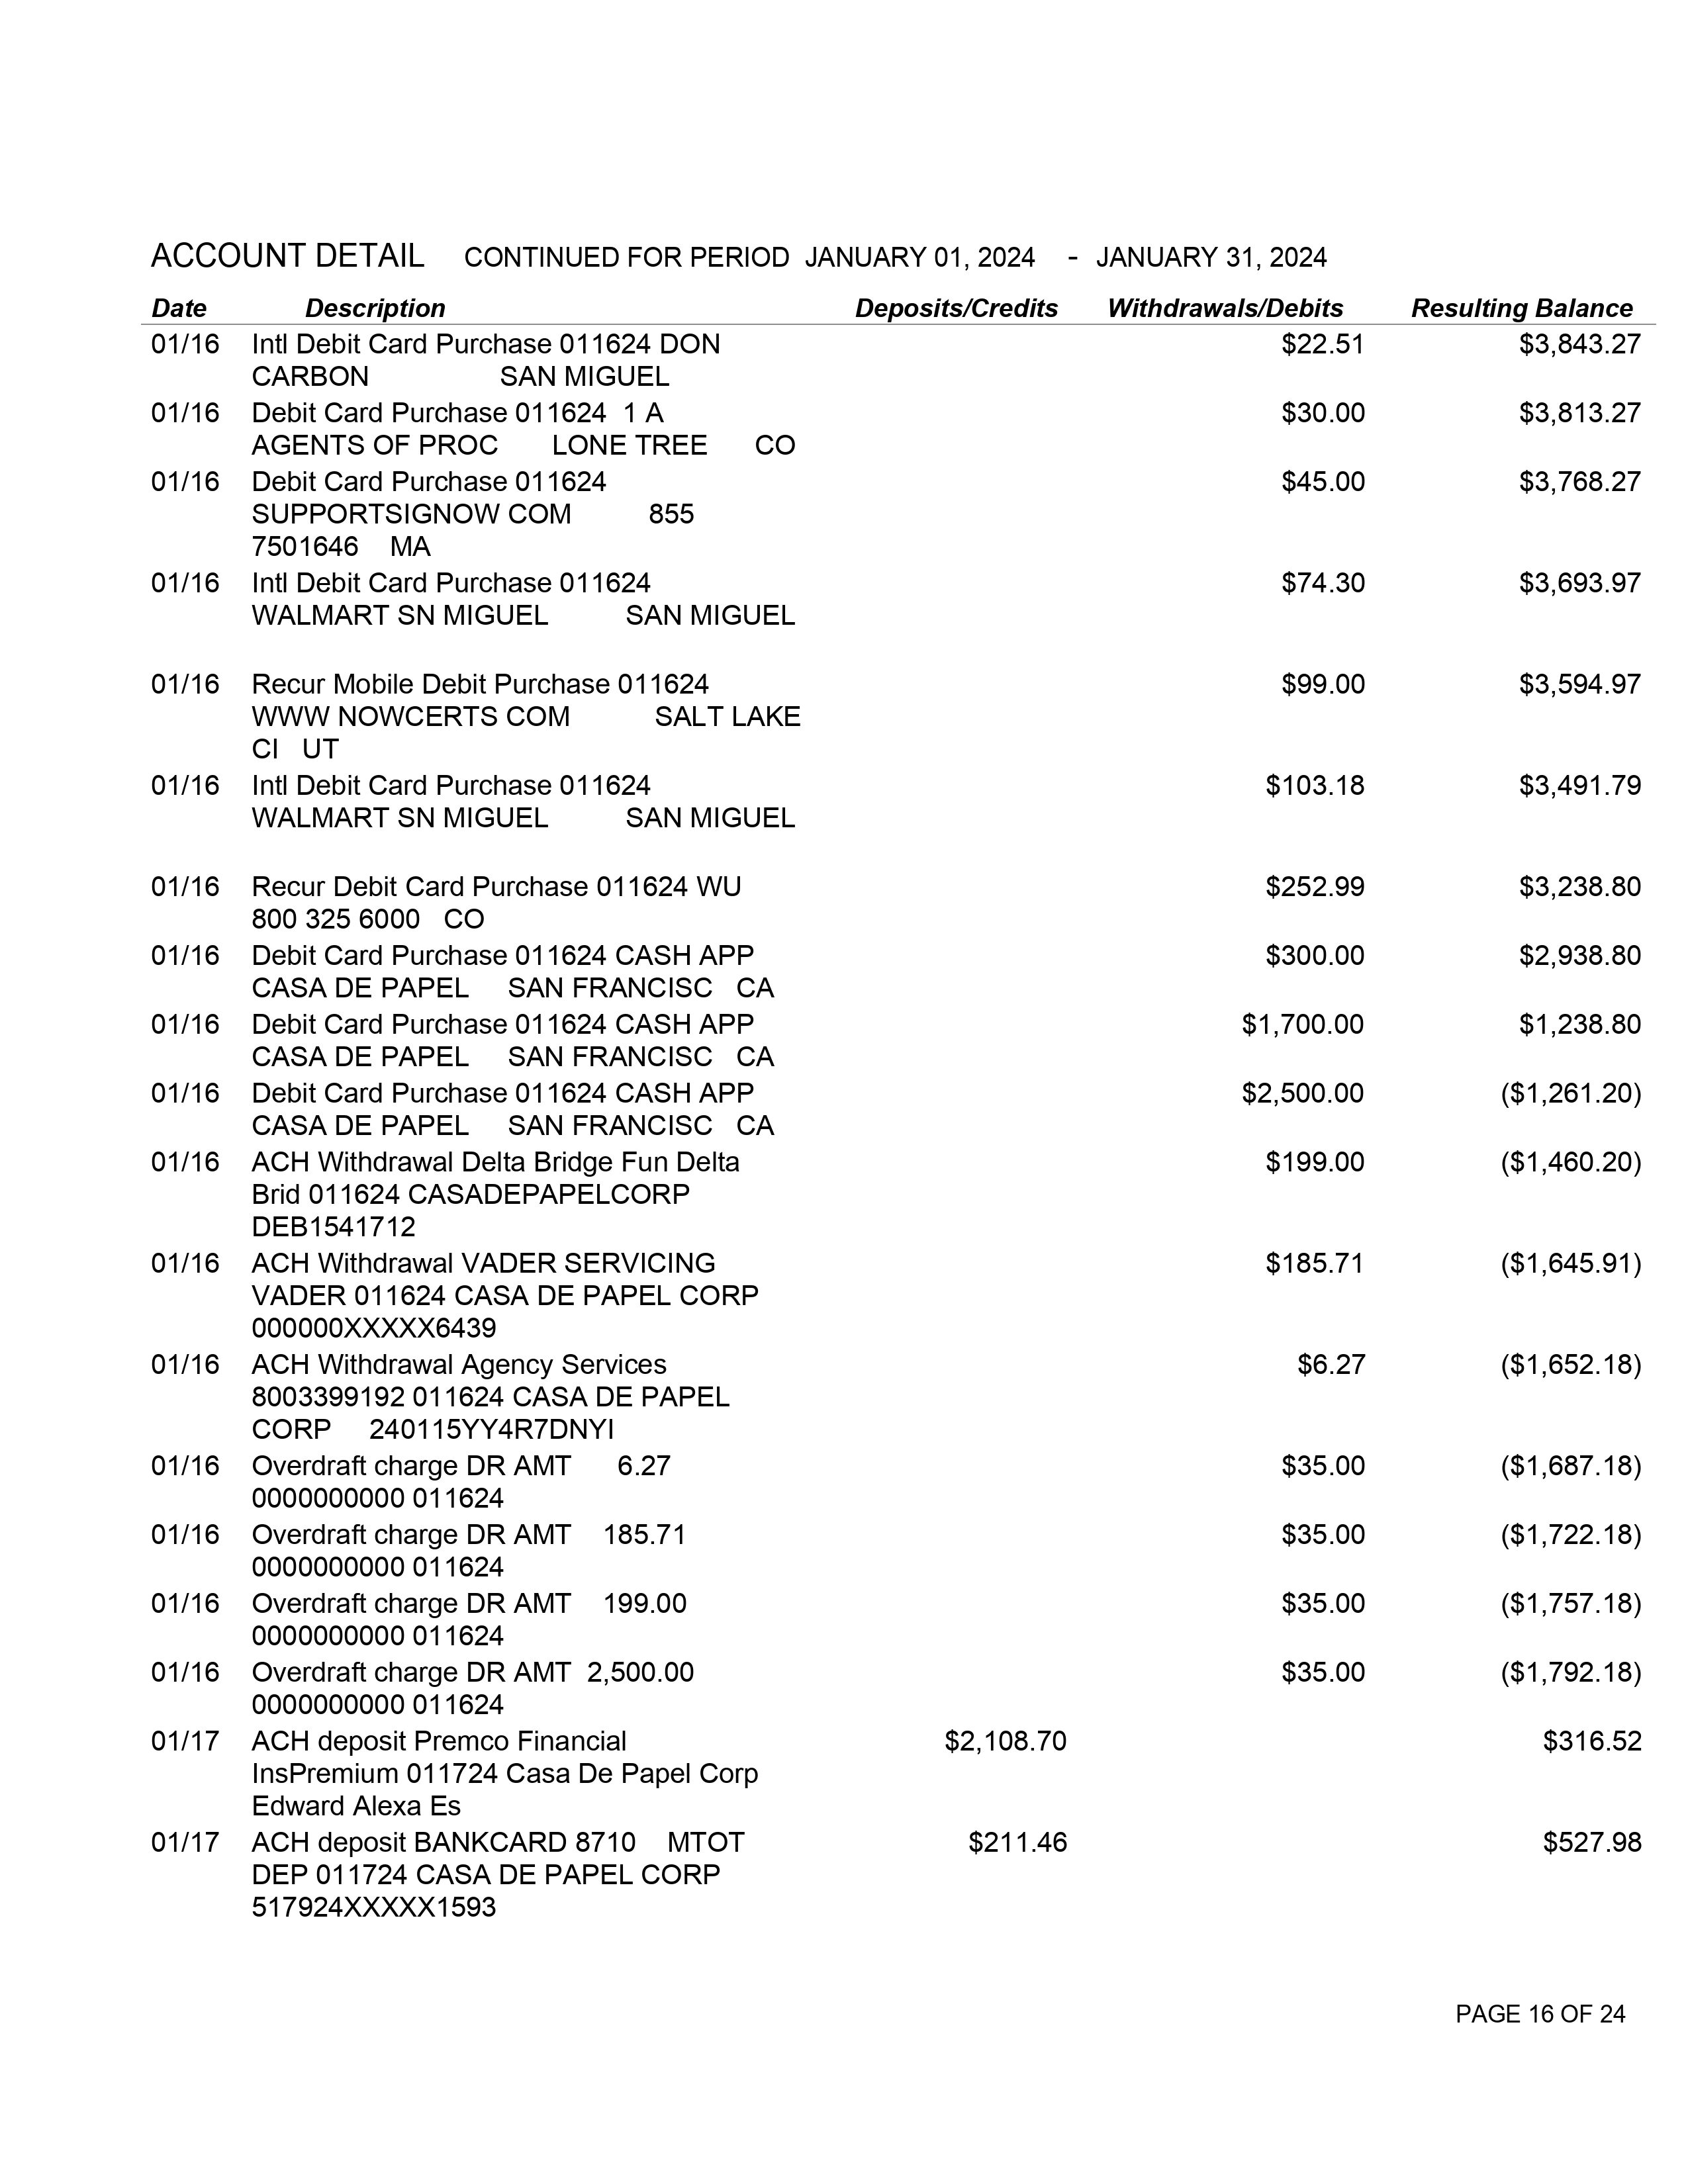 ACCOUNT DETAIL CONTINUED FOR PERIOD JANUARY 01, 2024 - JANUARY 31, 2024
Date Description Deposits/Credits Withdrawals/Debits Resulting Balance
01/16 Intl Debit Card Purchase 011624 DON $22.51 $3,843.27
CARBON SAN MIGUEL
01/16 Debit Card Purchase 011624 1 A $30.00 $3,813.27
AGENTS OF PROC LONE TREE CO
01/16 Debit Card Purchase 011624 $45.00 $3,768.27
SUPPORTSIGNOW COM 855
7501646 MA
01/16 Intl Debit Card Purchase 011624 $74.30 $3,693.97
WALMART SN MIGUEL SAN MIGUEL
01/16 Recur Mobile Debit Purchase 011624 $99.00 $3,594.97
WWW NOWCERTS COM SALT LAKE
CI UT
01/16 Intl Debit Card Purchase 011624 $103.18 $3,491.79
WALMART SN MIGUEL SAN MIGUEL
01/16 Recur Debit Card Purchase 011624 WU $252.99 $3,238.80
800 325 6000 CO
01/16 Debit Card Purchase 011624 CASH APP $300.00 $2,938.80
CASA DE PAPEL SAN FRANCISC CA
01/16 Debit Card Purchase 011624 CASH APP $1,700.00 $1,238.80
CASA DE PAPEL SAN FRANCISC CA
01/16 Debit Card Purchase 011624 CASH APP $2,500.00 ($1,261.20)
CASA DE PAPEL SAN FRANCISC CA
01/16 ACH Withdrawal Delta Bridge Fun Delta $199.00 ($1,460.20)
Brid 011624 CASADEPAPELCORP
DEB1541712
01/16 ACH Withdrawal VADER SERVICING $185.71 ($1,645.91)
VADER 011624 CASA DE PAPEL CORP
000000XXXXX6439
01/16 ACH Withdrawal Agency Services $6.27 ($1,652.18)
8003399192 011624 CASA DE PAPEL
CORP 240115YY4R7DNYI
01/16 Overdraft charge DR AMT 6.27 $35.00 ($1,687.18)
0000000000 011624
01/16 Overdraft charge DR AMT 185.71 $35.00 ($1,722.18)
0000000000 011624
01/16 Overdraft charge DR AMT 199.00 $35.00 ($1,757.18)
0000000000 011624
01/16 Overdraft charge DR AMT 2,500.00 $35.00 ($1,792.18)
0000000000 011624
01/17 ACH deposit Premco Financial $2,108.70 $316.52
InsPremium 011724 Casa De Papel Corp
Edward Alexa Es
01/17 ACH deposit BANKCARD 8710 MTOT $211.46 $527.98
DEP 011724 CASA DE PAPEL CORP
517924XXXXX1593
PAGE 16 OF 24